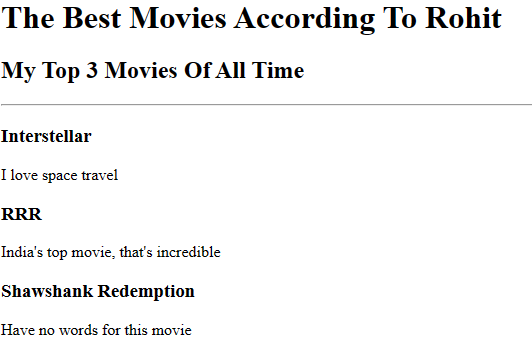 The Best Movies According To Rohit
My Top 3 Movies Of All Time
Interstellar
I love space travel
RRR
India's top movie, that's incredible
Shawshank Redemption
Have no words for this movie